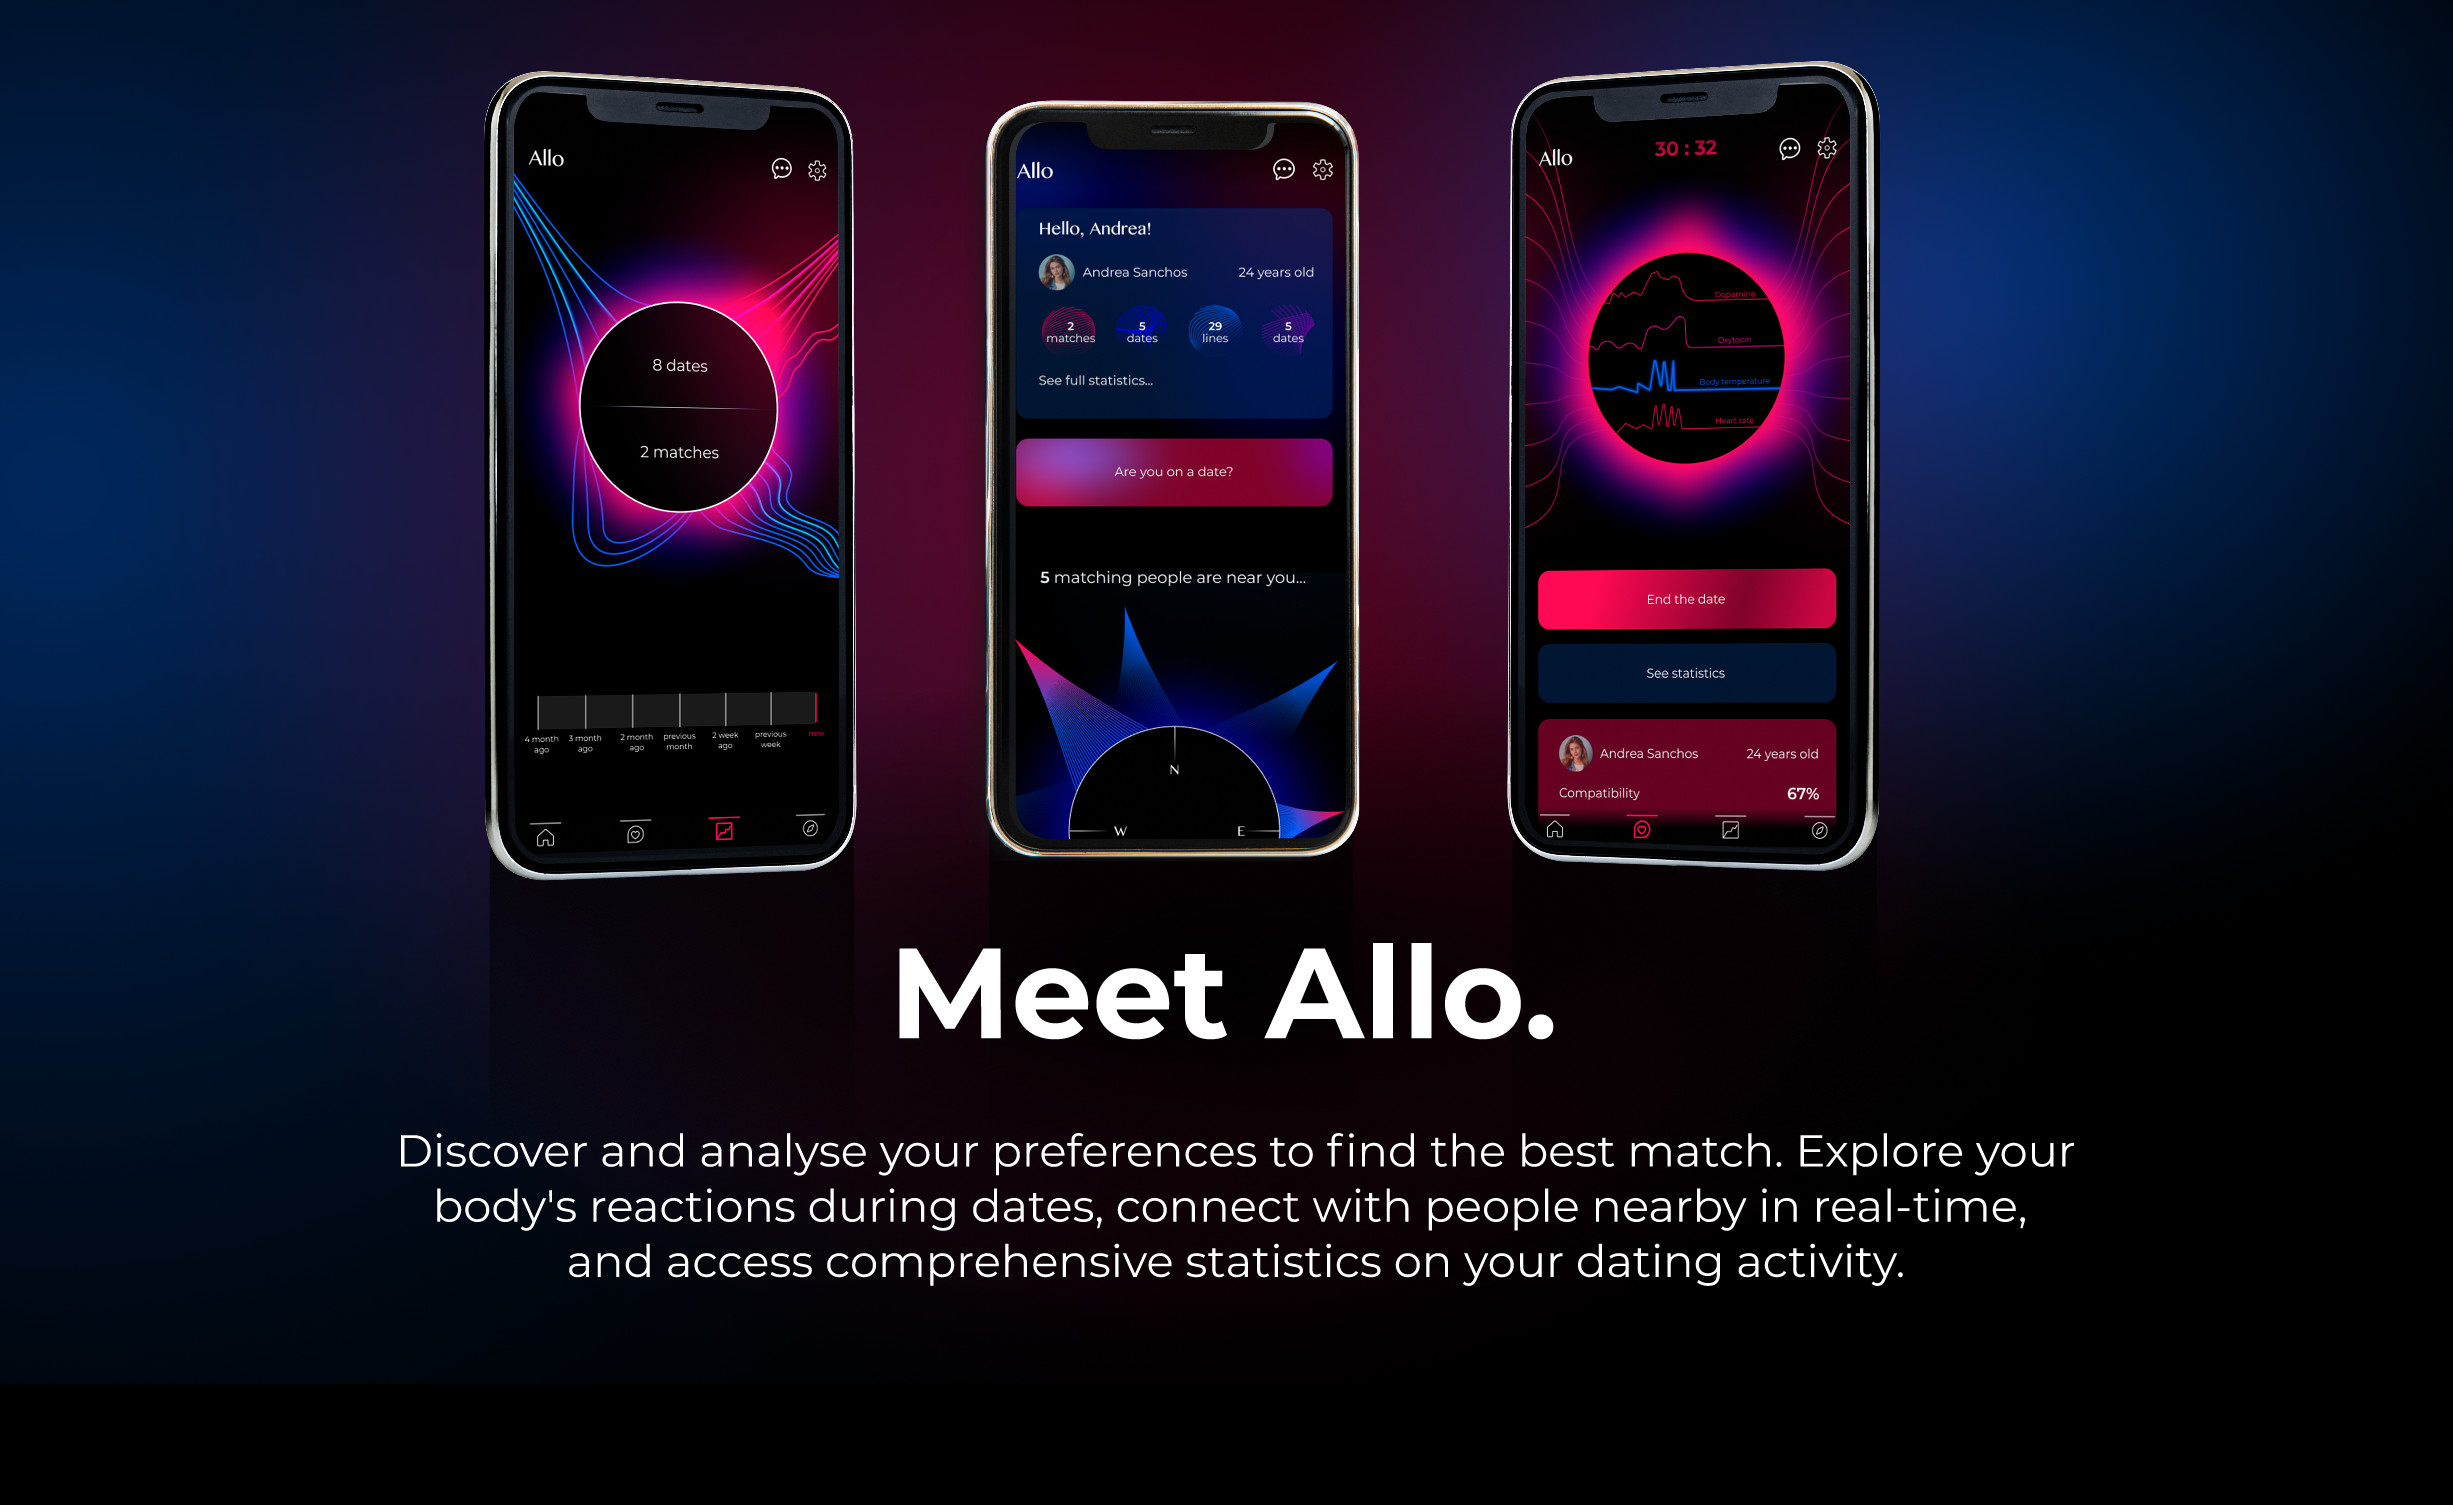 Allo
8 dates
2 matches
4 month ago
3 month ago
2 month ago
previous month
2 week ago
previous week
now
Allo
Hello, Andrea!
Andrea Sanchos 24 years old
2 matches
5 dates
29 lines
5 dates
See full statistics...
Are you on a date?
5 matching people are near you...
N
W E
Allo 30 : 32
Dopamine
Oxytocin
Body temperature
Heart rate
End the date
See statistics
Andrea Sanchos 24 years old
Compatibility 67%
Meet Allo.
Discover and analyse your preferences to find the best match. Explore your
body's reactions during dates, connect with people nearby in real-time,
and access comprehensive statistics on your dating activity.